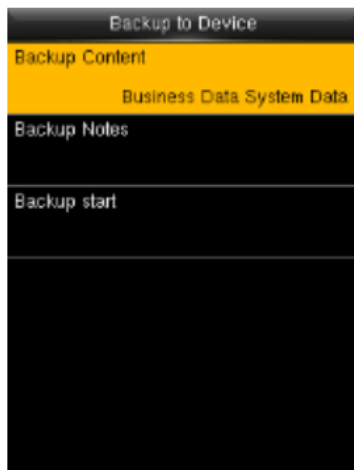 Backup to Device
Backup Content
Business Data System Data
Backup Notes
Backup start